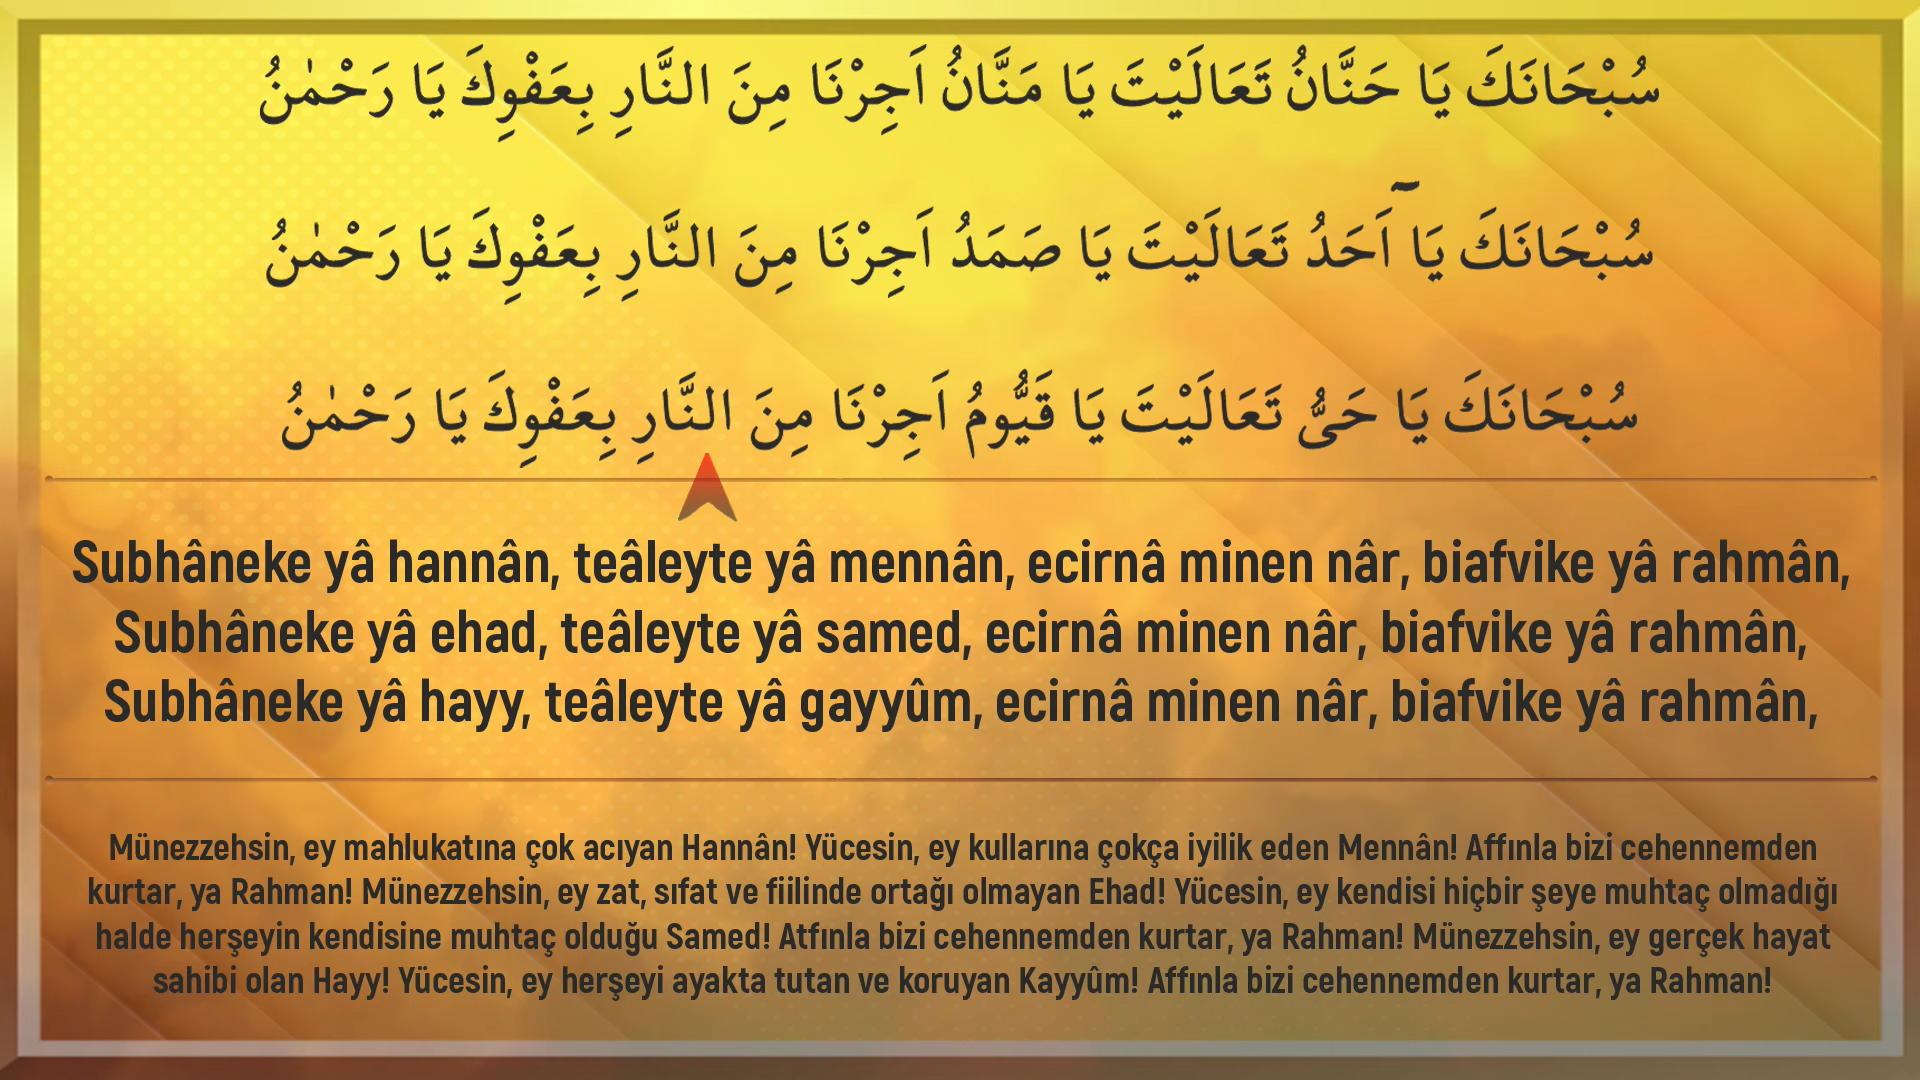 سُبْحَانَكَ يَا حَنَّانُ تَعَالَيْتَ يَا مَنَّانُ اَجِرْنَا مِنَ النَّارِ بِعَفْوِكَ يَا رَحْمٰنُ
سُبْحَانَكَ يَٓا اَحَدُ تَعَالَيْتَ يَا صَمَدُ اَجِرْنَا مِنَ النَّارِ بِعَفْوِكَ يَا رَحْمٰنُ
سُبْحَانَكَ يَا حَىُّ تَعَالَيْتَ يَا قَيُّومُ اَجِرْنَا مِنَ النَّارِ بِعَفْوِكَ يَا رَحْمٰنُ
Subhâneke yâ hannân, teâleyte yâ mennân, ecirnâ minen nâr, biafvike yâ rahmân,
Subhâneke yâ ehad, teâleyte yâ samed, ecirnâ minen nâr, biafvike yâ rahmân,
Subhâneke yâ hayy, teâleyte yâ gayyûm, ecirnâ minen nâr, biafvike yâ rahmân,
Münezzehsin, ey mahlukatına çok acıyan Hannân! Yücesin, ey kullarına çokça iyilik eden Mennân! Affınla bizi cehennemden
kurtar, ya Rahman! Münezzehsin, ey zat, sıfat ve fiilinde ortağı olmayan Ehad! Yücesin, ey kendisi hiçbir şeye muhtaç olmadığı
halde herşeyin kendisine muhtaç olduğu Samed! Atfınla bizi cehennemden kurtar, ya Rahman! Münezzehsin, ey gerçek hayat
sahibi olan Hayy! Yücesin, ey herşeyi ayakta tutan ve koruyan Kayyûm! Affınla bizi cehennemden kurtar, ya Rahman!